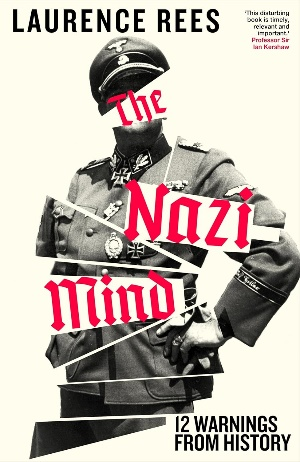 LAURENCE REES
'This disturbing
book is timely,
relevant and
important.'
Professor Sir
Ian Kershaw
The
Nazi
Mind
12 WARNINGS
FROM HISTORY